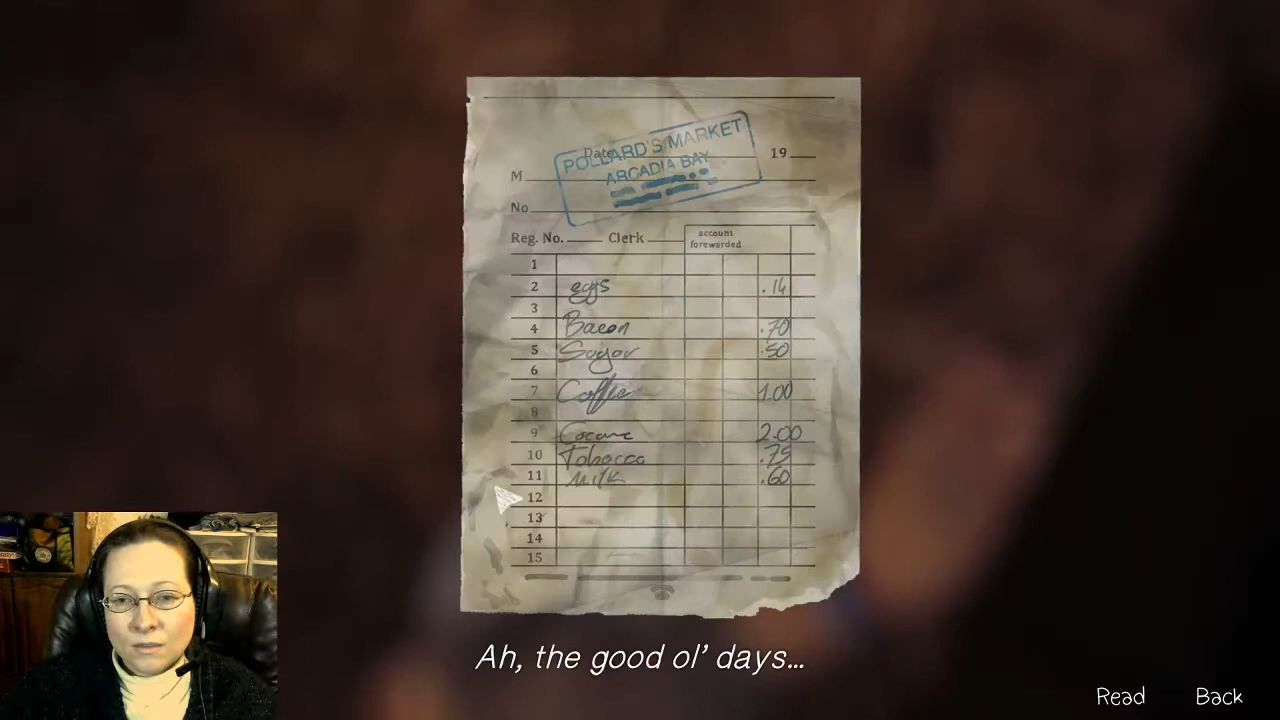 Date
19
POLLARD'S MARKET
ARCADIA BAY
M
No
Reg. No. Clerk
account
forewarded
1
2 eggs .14
3
4 Bacon .70
5 Sugar .50
6
7 Coffee 1.00
8
9 2.00
10 Tobacco .75
11 Milk .60
12
13
14
15
Ah, the good ol' days...
Read Back